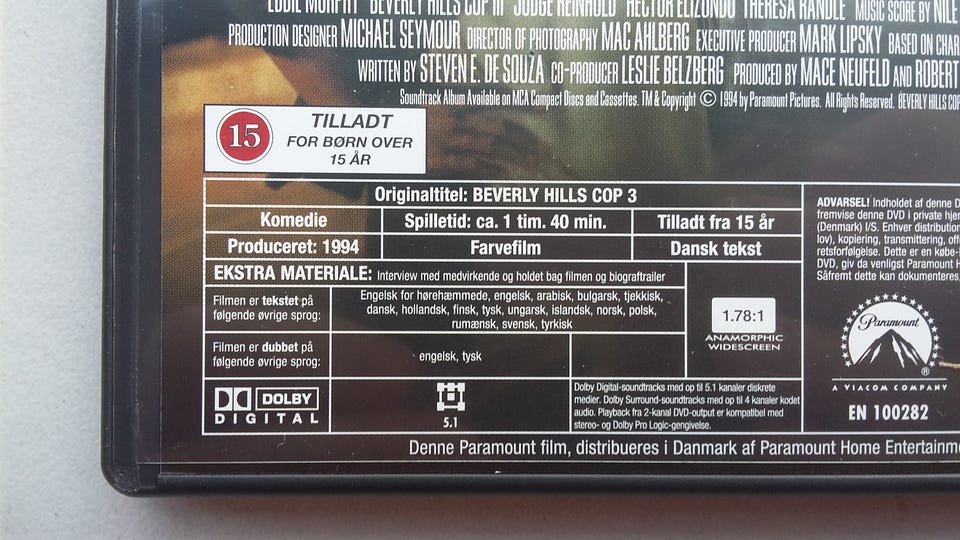 EDDIE MURPHY BEVERLY HILLS COP III JUDGE REINHOLD HECTOR ELIZONDO THERESA RANDLE MUSIC SCORE BY NILE
PRODUCTION DESIGNER MICHAEL SEYMOUR DIRECTOR OF PHOTOGRAPHY MAC AHLBERG EXECUTIVE PRODUCER MARK LIPSKY BASED ON CHAR
WRITTEN BY STEVEN E. DE SOUZA CO-PRODUCER LESLIE BELZBERG PRODUCED BY MACE NEUFELD AND ROBERT
Soundtrack Album Available on MCA Compact Discs and Cassettes. TM & Copyright © 1994 by Paramount Pictures. All Rights Reserved. BEVERLY HILLS COP
15
TILLADT
FOR BØRN OVER
15 ÅR
Originaltitel: BEVERLY HILLS COP 3
Komedie
Spilletid: ca. 1 tim. 40 min.
Tilladt fra 15 år
Produceret: 1994
Farvefilm
Dansk tekst
EKSTRA MATERIALE: Interview med medvirkende og holdet bag filmen og biograftrailer
Filmen er tekstet på
følgende øvrige sprog:
Engelsk for hørehæmmede, engelsk, arabisk, bulgarsk, tjekkisk,
dansk, hollandsk, finsk, tysk, ungarsk, islandsk, norsk, polsk,
rumænsk, svensk, tyrkisk
Filmen er dubbet på
følgende øvrige sprog:
engelsk, tysk
1.78:1
ANAMORPHIC
WIDESCREEN
DOLBY
DIGITAL
5.1
Dolby Digital-soundtracks med op til 5.1 kanaler diskrete
medier. Dolby Surround-soundtracks med op til 4 kanaler kodet
audio. Playback fra 2-kanal DVD-output er kompatibel med
stereo- og Dolby Pro Logic-gengivelse.
ADVARSEL! Indholdet af denne D
fremvise denne DVD i private hjem
(Danmark) I/S. Enhver distribution
lov), kopiering, transmittering, off
retsforfølgelse. Dette er en købe-
DVD, giv da venligst Paramount H
Såfremt dette kan dokumenteres,
Paramount
®
A VIACOM COMPANY
EN 100282
Denne Paramount film, distribueres i Danmark af Paramount Home Entertainme